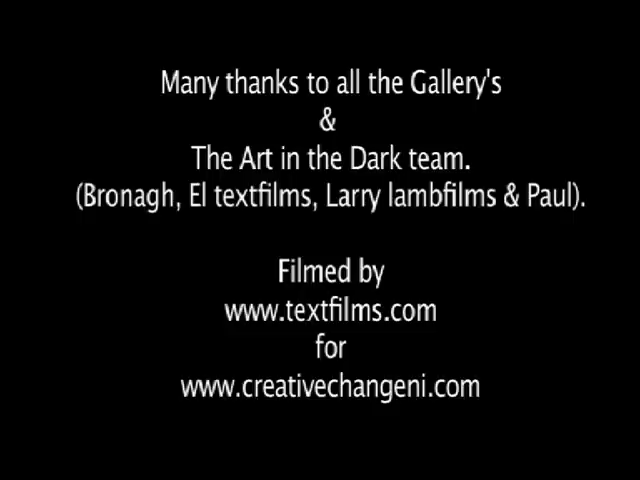 Many thanks to all the Gallery's
&
The Art in the Dark team.
(Bronagh, El textfilms, Larry lambfilms & Paul).
Filmed by
www.textfilms.com
for
www.creativechangeni.com